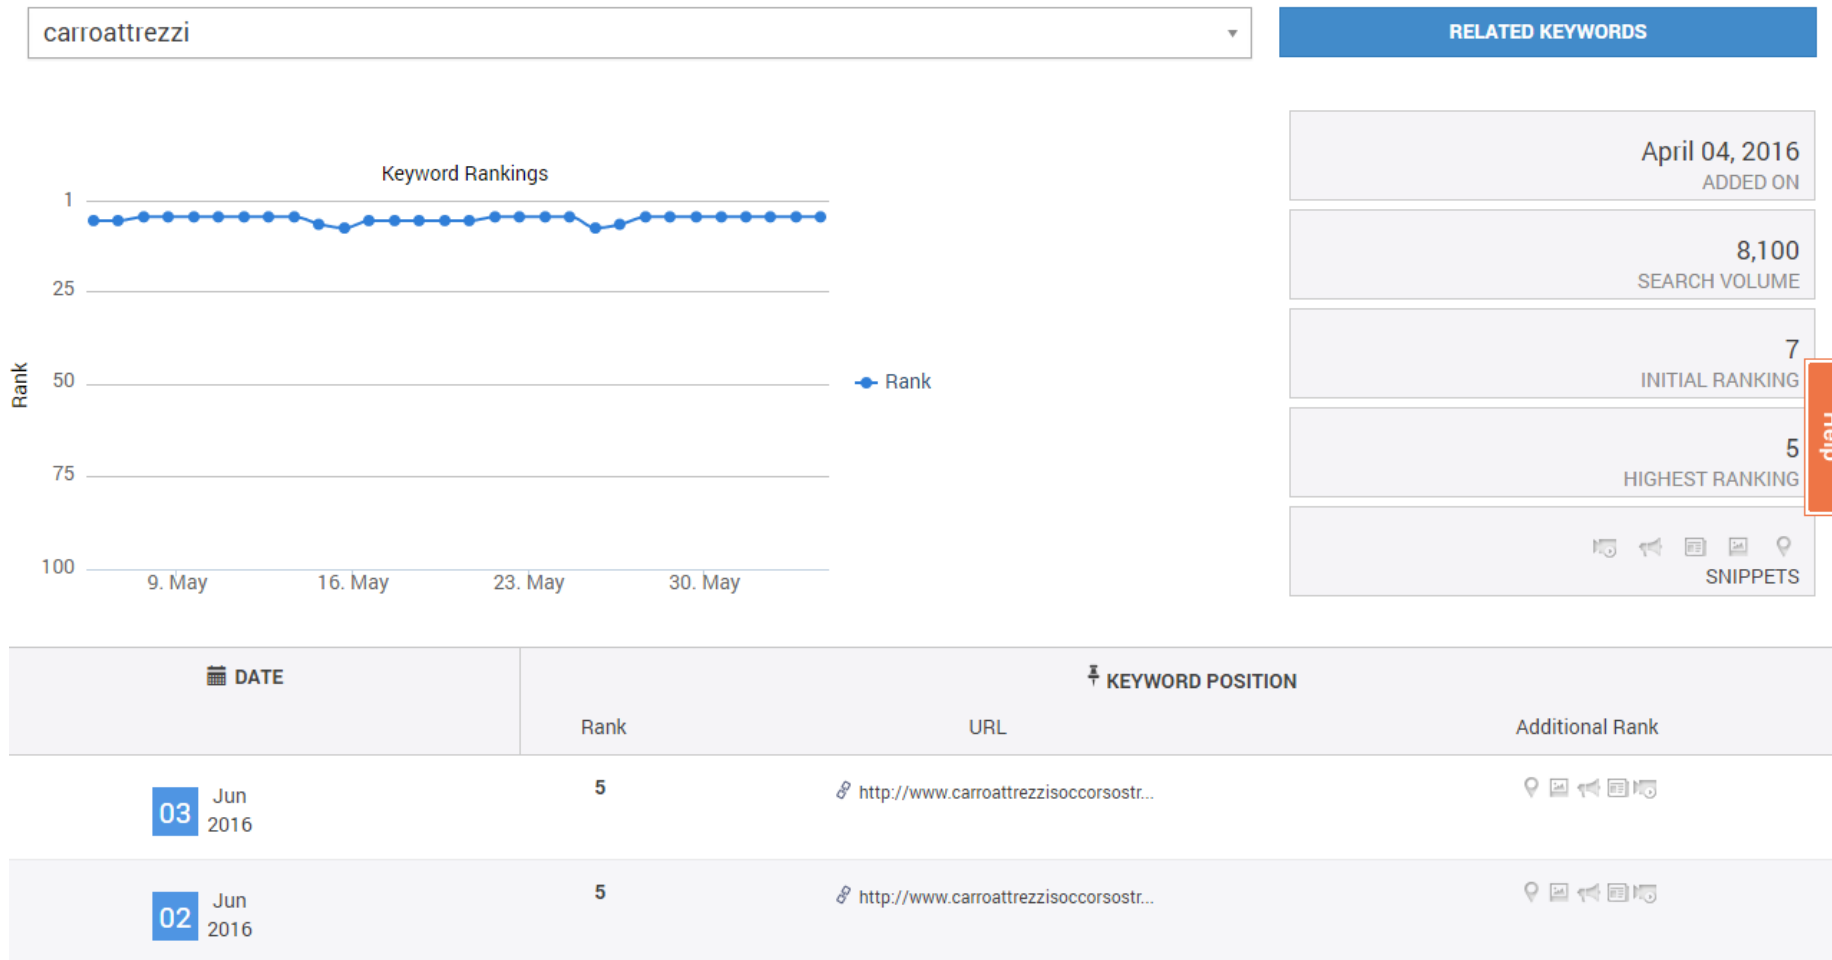 carroattrezzi
RELATED KEYWORDS
Keyword Rankings
1
25
50
75
100
Rank
9. May 16. May 23. May 30. May
Rank
April 04, 2016
ADDED ON
8,100
SEARCH VOLUME
7
INITIAL RANKING
5
HIGHEST RANKING
SNIPPETS
Help
DATE
KEYWORD POSITION
Rank URL Additional Rank
03 Jun 2016 5 http://www.carroattrezzisoccorsostr...
02 Jun 2016 5 http://www.carroattrezzisoccorsostr...